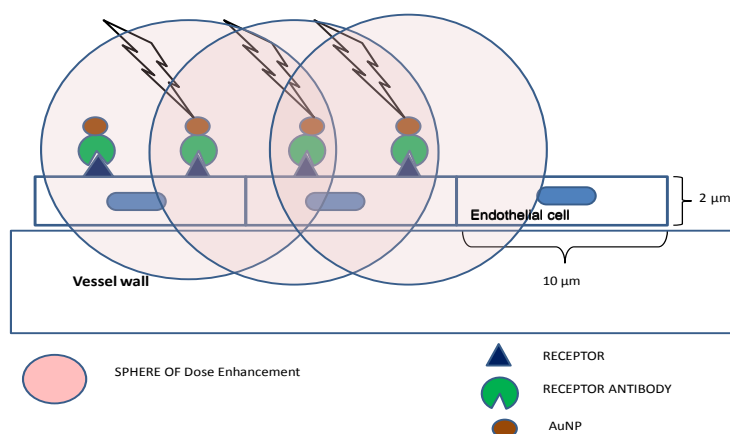 2 µm
Endothelial cell
10 µm
Vessel wall
SPHERE OF Dose Enhancement
RECEPTOR
RECEPTOR ANTIBODY
AuNP